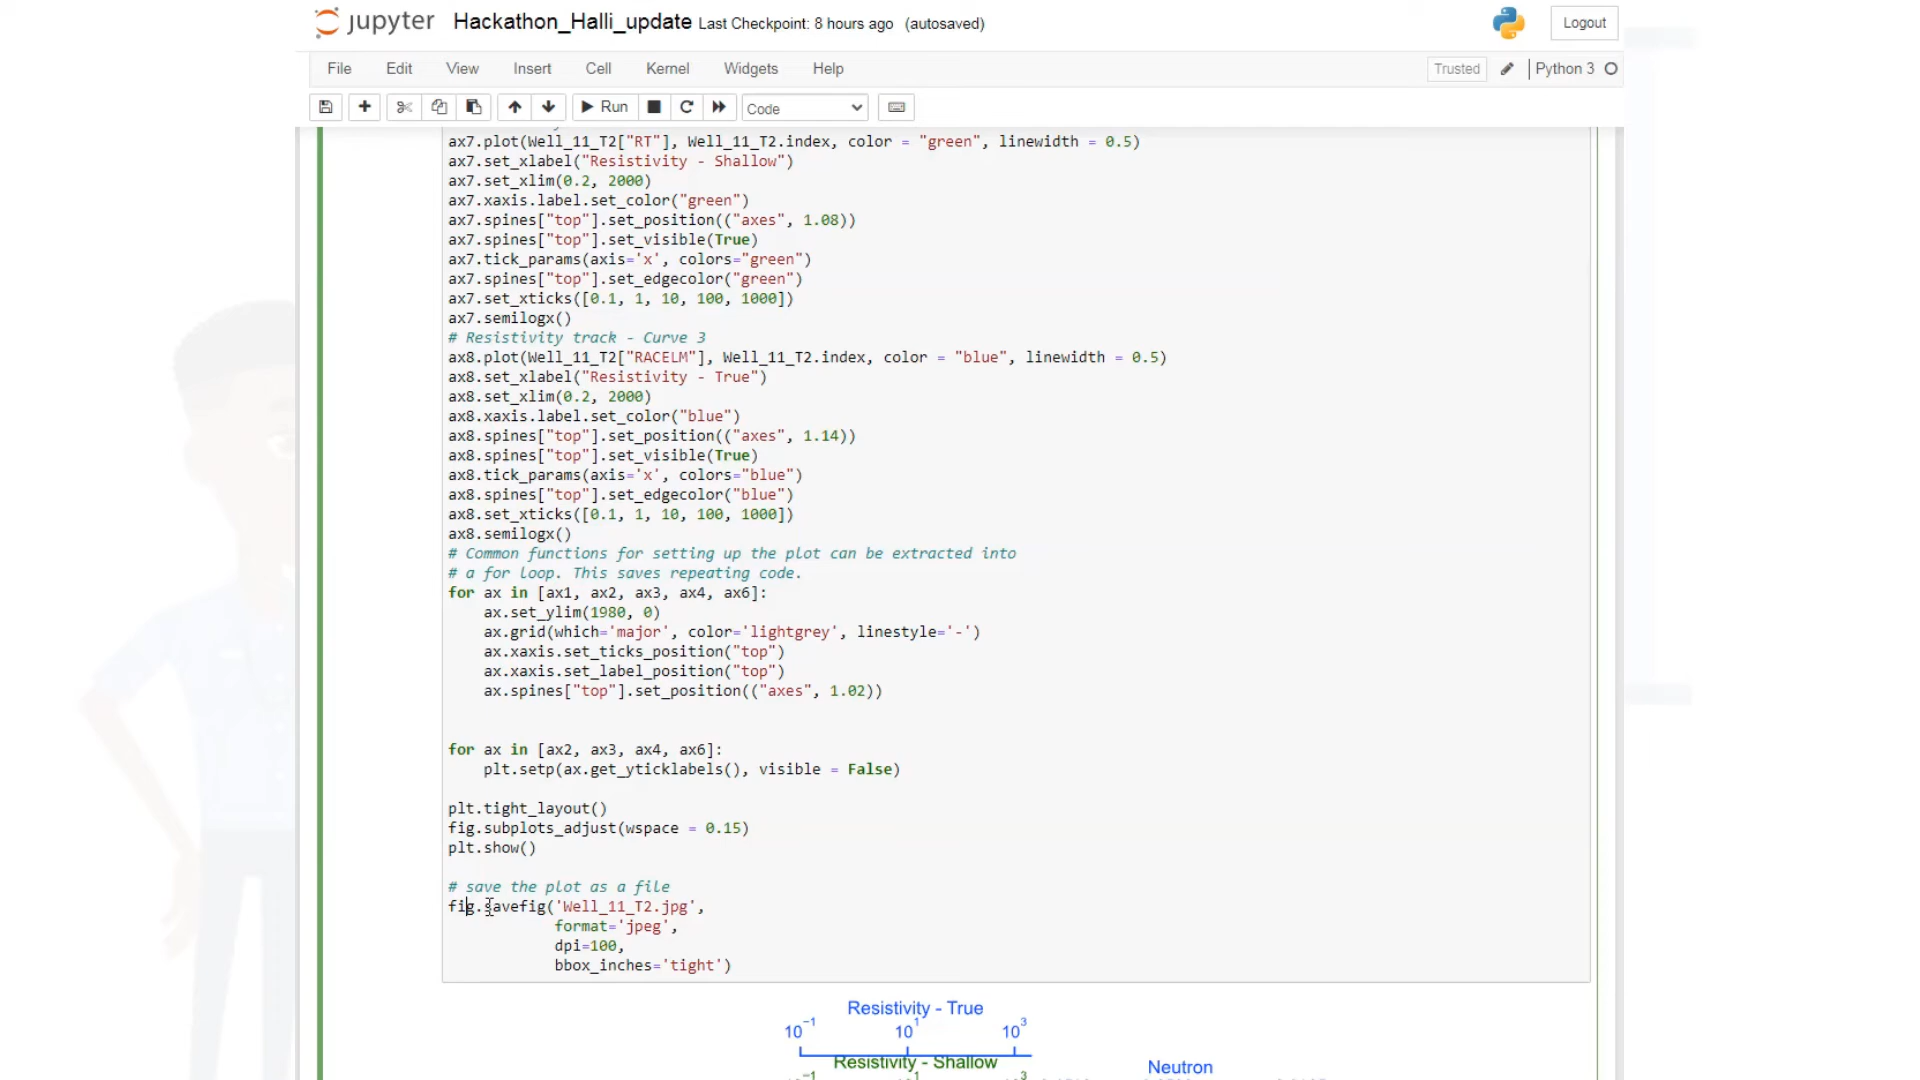 jupyter Hackathon_Halli_update Last Checkpoint: 8 hours ago (autosaved) Logout
File Edit View Insert Cell Kernel Widgets Help Trusted Python 3
Run Code
ax7.plot(Well_11_T2["RT"], Well_11_T2.index, color = "green", linewidth = 0.5)
ax7.set_xlabel("Resistivity - Shallow")
ax7.set_xlim(0.2, 2000)
ax7.xaxis.label.set_color("green")
ax7.spines["top"].set_position(("axes", 1.08))
ax7.spines["top"].set_visible(True)
ax7.tick_params(axis='x', colors="green")
ax7.spines["top"].set_edgecolor("green")
ax7.set_xticks([0.1, 1, 10, 100, 1000])
ax7.semilogx()
# Resistivity track - Curve 3
ax8.plot(Well_11_T2["RACELM"], Well_11_T2.index, color = "blue", linewidth = 0.5)
ax8.set_xlabel("Resistivity - True")
ax8.set_xlim(0.2, 2000)
ax8.xaxis.label.set_color("blue")
ax8.spines["top"].set_position(("axes", 1.14))
ax8.spines["top"].set_visible(True)
ax8.tick_params(axis='x', colors="blue")
ax8.spines["top"].set_edgecolor("blue")
ax8.set_xticks([0.1, 1, 10, 100, 1000])
ax8.semilogx()
# Common functions for setting up the plot can be extracted into
# a for loop. This saves repeating code.
for ax in [ax1, ax2, ax3, ax4, ax6]:
    ax.set_ylim(1980, 0)
    ax.grid(which='major', color='lightgrey', linestyle='-')
    ax.xaxis.set_ticks_position("top")
    ax.xaxis.set_label_position("top")
    ax.spines["top"].set_position(("axes", 1.02))
for ax in [ax2, ax3, ax4, ax6]:
    plt.setp(ax.get_yticklabels(), visible = False)
plt.tight_layout()
fig.subplots_adjust(wspace = 0.15)
plt.show()
# save the plot as a file
fig.savefig('Well_11_T2.jpg',
            format='jpeg',
            dpi=100,
            bbox_inches='tight')
Resistivity - True
10⁻¹ 10¹ 10³
Resistivity - Shallow
Neutron